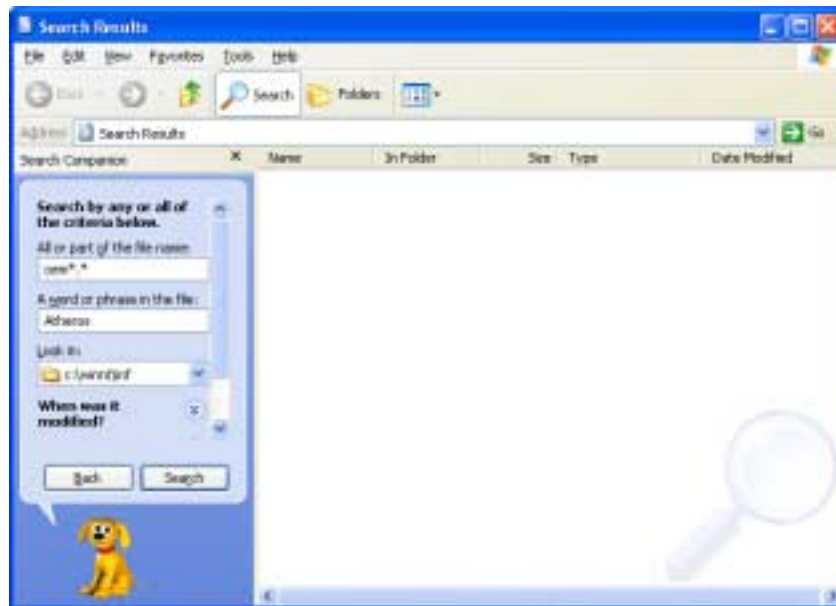 Search Results
File Edit View Favorites Tools Help
Back Search Folders
Address Search Results Go
Search Companion Name In Folder Size Type Date Modified
Search by any or all of
the criteria below.
All or part of the file name:
oem*.*
A word or phrase in the file:
Atheros
Look in:
c:\winnt\inf
When was it
modified?
Back Search